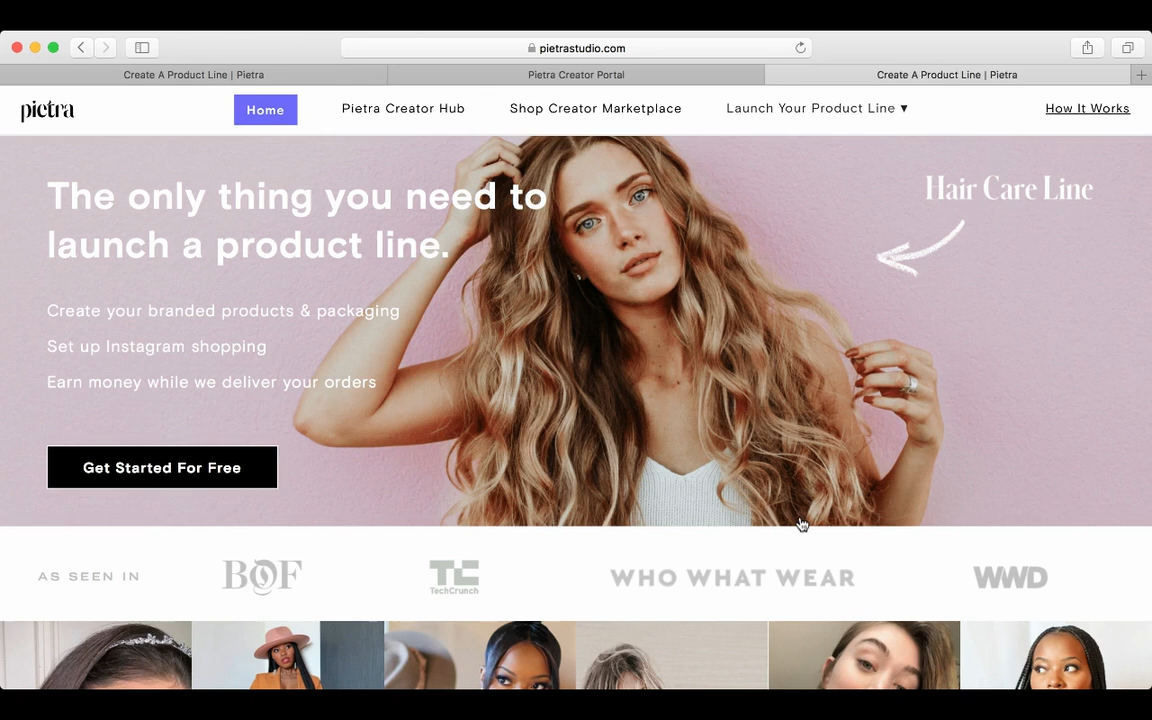 pietrastudio.com
Create A Product Line | Pietra
Pietra Creator Portal
Create A Product Line | Pietra
pietra
Home
Pietra Creator Hub
Shop Creator Marketplace
Launch Your Product Line ▼
How It Works
The only thing you need to
launch a product line.
Hair Care Line
Create your branded products & packaging
Set up Instagram shopping
Earn money while we deliver your orders
Get Started For Free
AS SEEN IN
BOF
TC
TechCrunch
WHO WHAT WEAR
WWD